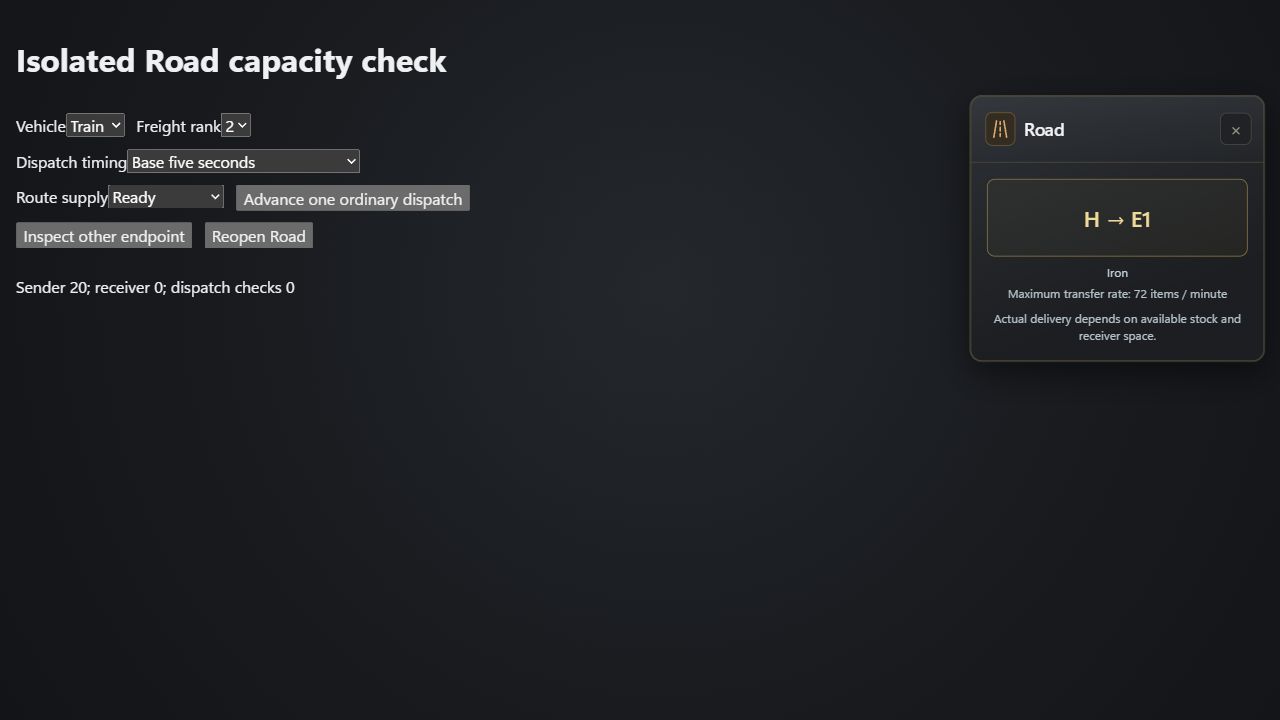 Isolated Road capacity check
Vehicle Train Freight rank 2
Dispatch timing Base five seconds
Route supply Ready Advance one ordinary dispatch
Inspect other endpoint Reopen Road
Sender 20; receiver 0; dispatch checks 0
Road ×
H → E1
Iron
Maximum transfer rate: 72 items / minute
Actual delivery depends on available stock and
receiver space.